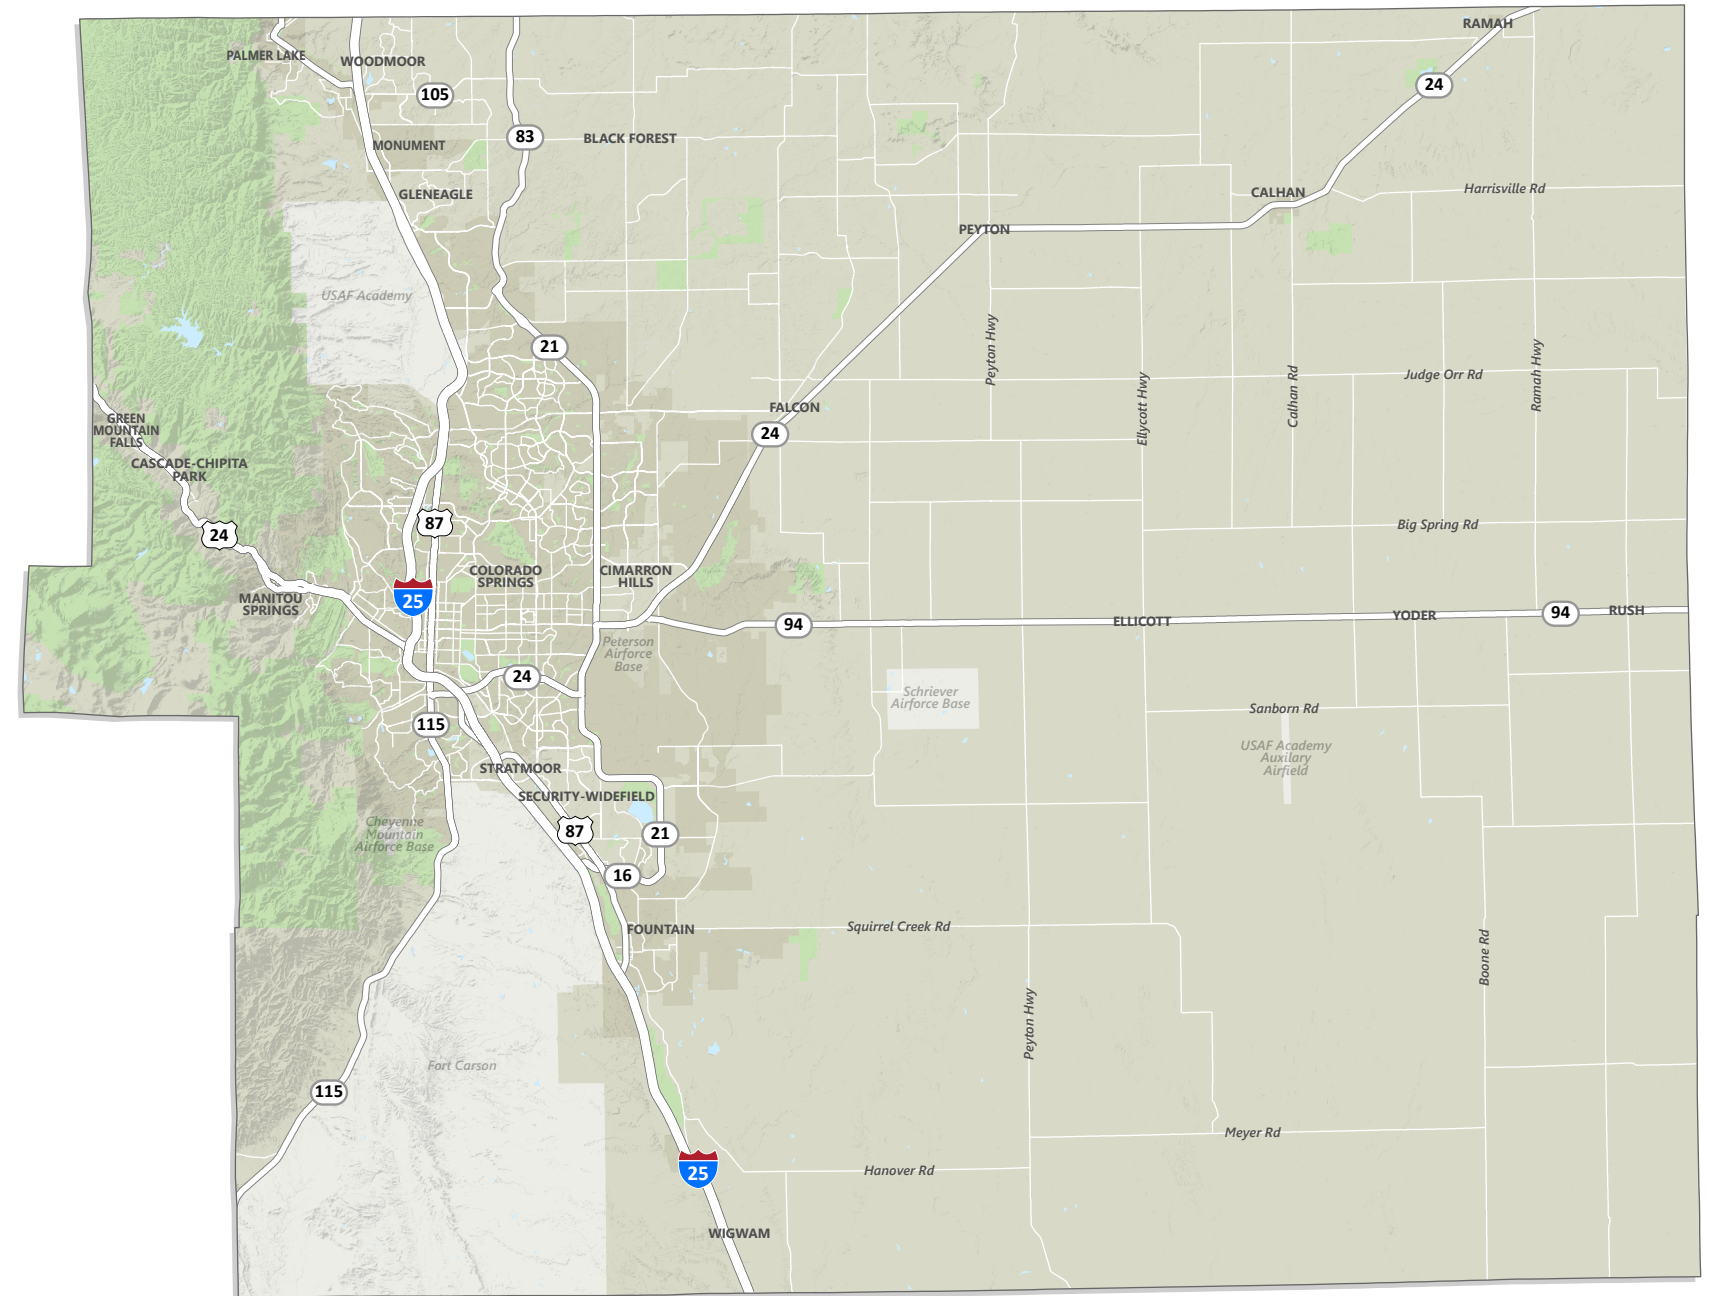 RAMAH
PALMER LAKE
WOODMOOR
24
105
83
BLACK FOREST
MONUMENT
GLENEAGLE
CALHAN
Harrisville Rd
PEYTON
USAF Academy
21
Peyton Hwy
Ellycott Hwy
Calhan Rd
Judge Orr Rd
Ramah Hwy
FALCON
24
GREEN
MOUNTAIN
FALLS
CASCADE-CHIPITA
PARK
24
87
Big Spring Rd
COLORADO
SPRINGS
CIMARRON
HILLS
25
MANITOU
SPRINGS
94
ELLICOTT
YODER
94
RUSH
Peterson
Airforce
Base
24
Schriever
Airforce Base
Sanborn Rd
115
USAF Academy
Auxilary
Airfield
STRATMOOR
SECURITY-WIDEFIELD
Cheyenne
Mountain
Airforce Base
87
21
16
FOUNTAIN
Squirrel Creek Rd
Boone Rd
Peyton Hwy
Fort Carson
115
Meyer Rd
25
Hanover Rd
WIGWAM